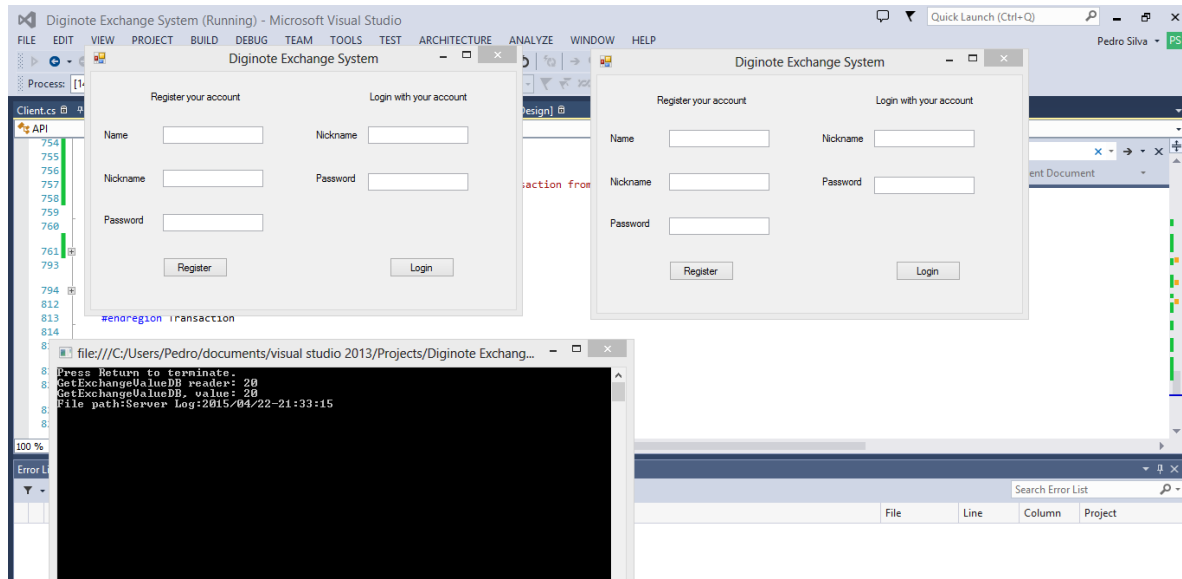 Diginote Exchange System (Running) - Microsoft Visual Studio
Quick Launch (Ctrl+Q)
FILE EDIT VIEW PROJECT BUILD DEBUG TEAM TOOLS TEST ARCHITECTURE ANALYZE WINDOW HELP
Pedro Silva PS
Process:
Client.cs
Design]
API
Diginote Exchange System
Register your account
Login with your account
Name
Nickname
Nickname
Password
Password
Register
Login
Diginote Exchange System
Register your account
Login with your account
Name
Nickname
Nickname
Password
Password
Register
Login
754
755
756
757
saction from
758
759
760
761
793
794
812
813 #endregion Transaction
814
ent Document
file:///C:/Users/Pedro/documents/visual studio 2013/Projects/Diginote Exchang...
Press Return to terminate.
GetExchangeValueDB reader: 20
GetExchangeValueDB, value: 20
File path:Server Log:2015/04/22-21:33:15
100 %
Error Li
Search Error List
File Line Column Project